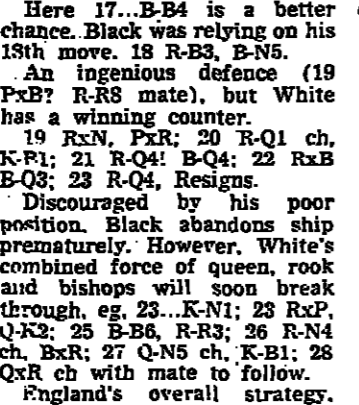 Here 17...B-B4 is a better
chance. Black was relying on his
18th move. 18 R-B3, B-N5.
An ingenious defence (19
PxB? R-R8 mate), but White
has a winning counter.
19 RxN, PxR; 20 R-Q1 ch,
K-B1; 21 R-Q4! B-Q4; 22 RxB
B-Q3; 23 R-Q4, Resigns.
Discouraged by his poor
position, Black abandons ship
prematurely. However, White's
combined force of queen, rook
and bishops will soon break
through, eg, 23...K-N1; 23 RxP,
Q-K2; 25 B-B6, R-R3; 26 R-N4
ch, BxR; 27 Q-N5 ch, K-B1; 28
QxR ch with mate to follow.
England's overall strategy,